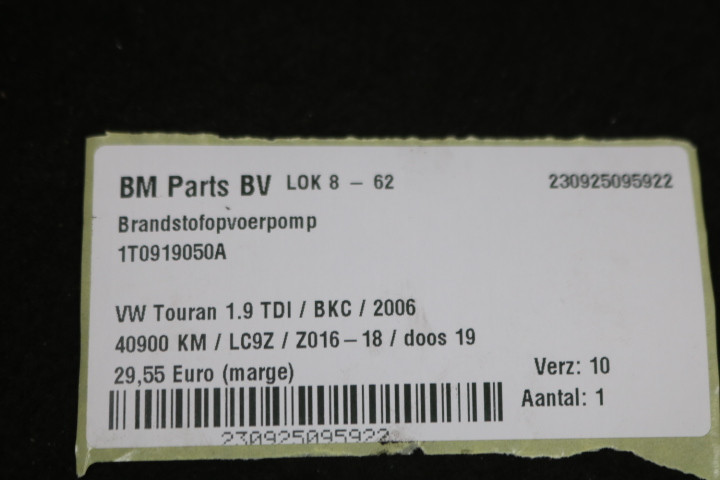 BM Parts BV LOK 8 – 62 230925095922
Brandstofopvoerpomp
1T0919050A
VW Touran 1.9 TDI / BKC / 2006
40900 KM / LC9Z / Z016–18 / doos 19
29,55 Euro (marge) Verz: 10
Aantal: 1
230925095922